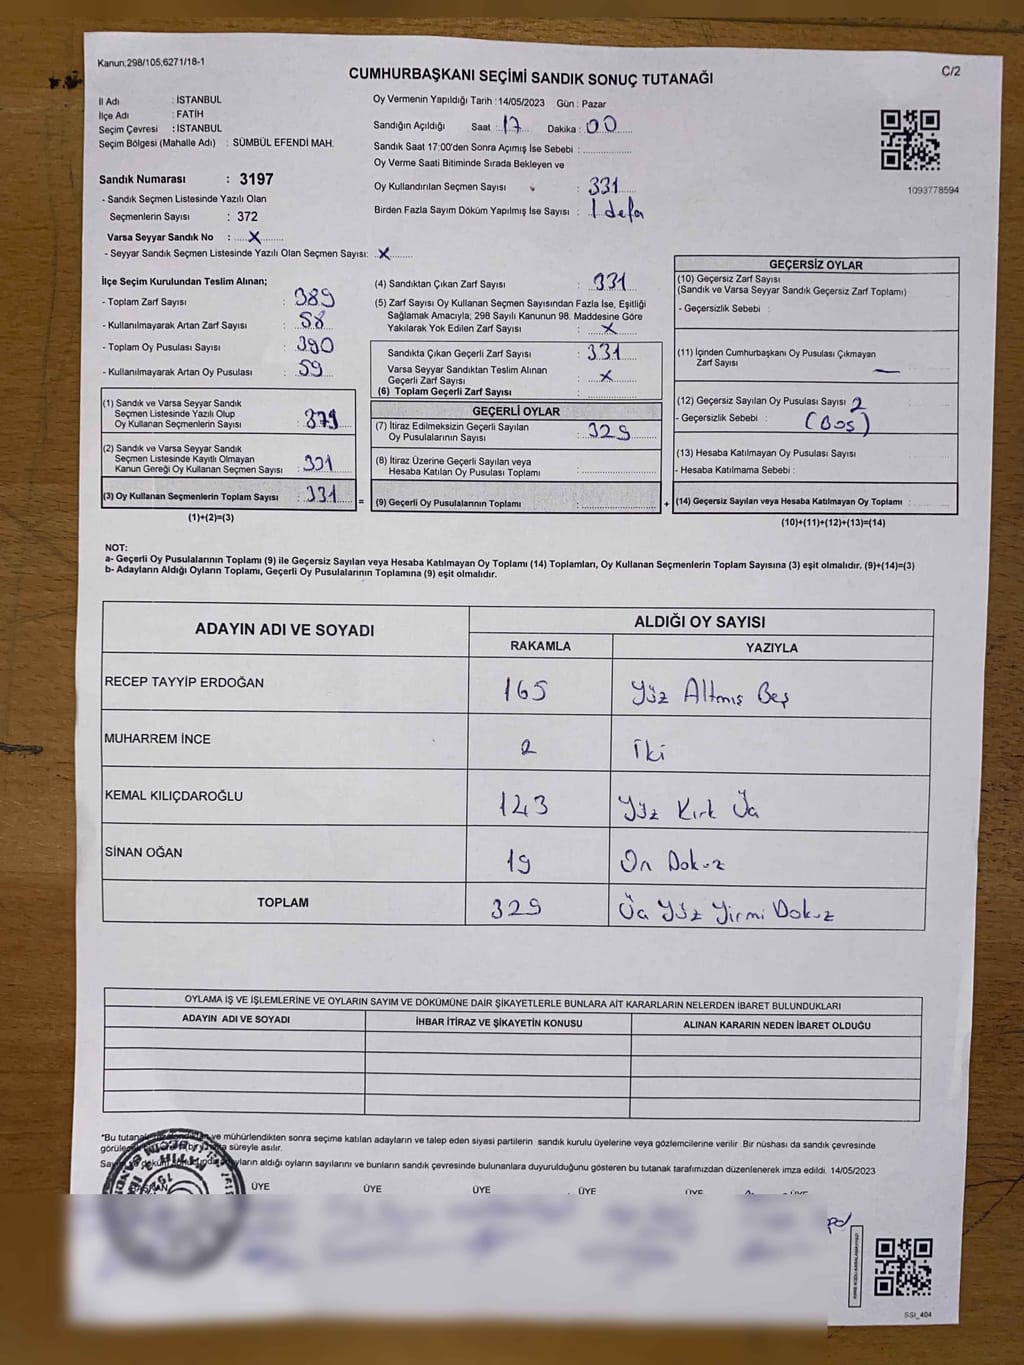 Kanun,298/105,6271/18-1
C/2
CUMHURBAŞKANI SEÇİMİ SANDIK SONUÇ TUTANAĞI
İl Adı : İSTANBUL
İlçe Adı : FATİH
Seçim Çevresi : İSTANBUL
Seçim Bölgesi (Mahalle Adı) : SÜMBÜL EFENDİ MAH.
Sandık Numarası : 3197
- Sandık Seçmen Listesinde Yazılı Olan
Seçmenlerin Sayısı : 372
Varsa Seyyar Sandık No : X
- Seyyar Sandık Seçmen Listesinde Yazılı Olan Seçmen Sayısı: X
Oy Vermenin Yapıldığı Tarih : 14/05/2023 Gün : Pazar
Sandığın Açıldığı Saat : 17 Dakika : 00
Sandık Saat 17:00'den Sonra Açımış İse Sebebi :
Oy Verme Saati Bitiminde Sırada Bekleyen ve
Oy Kullandırılan Seçmen Sayısı : 331
Birden Fazla Sayım Döküm Yapılmış İse Sayısı : 1 defa
1093778594
İlçe Seçim Kurulundan Teslim Alınan;
- Toplam Zarf Sayısı : 389
- Kullanılmayarak Artan Zarf Sayısı : 58
- Toplam Oy Pusulası Sayısı : 390
- Kullanılmayarak Artan Oy Pusulası : 59
(1) Sandık ve Varsa Seyyar Sandık
Seçmen Listesinde Yazılı Olup
Oy Kullanan Seçmenlerin Sayısı :
(2) Sandık ve Varsa Seyyar Sandık
Seçmen Listesinde Kayıtlı Olmayan
Kanun Gereği Oy Kullanan Seçmen Sayısı :
(3) Oy Kullanan Seçmenlerin Toplam Sayısı : 331
(1)+(2)=(3)
(4) Sandıktan Çıkan Zarf Sayısı : 331
(5) Zarf Sayısı Oy Kullanan Seçmen Sayısından Fazla İse, Eşitliği
Sağlamak Amacıyla; 298 Sayılı Kanunun 98. Maddesine Göre
Yakılarak Yok Edilen Zarf Sayısı : X
Sandıkta Çıkan Geçerli Zarf Sayısı : 331
Varsa Seyyar Sandıktan Teslim Alınan
Geçerli Zarf Sayısı : X
(6) Toplam Geçerli Zarf Sayısı :
GEÇERLİ OYLAR
(7) İtiraz Edilmeksizin Geçerli Sayılan
Oy Pusulalarının Sayısı : 329
(8) İtiraz Üzerine Geçerli Sayılan veya
Hesaba Katılan Oy Pusulası Toplamı :
= (9) Geçerli Oy Pusulalarının Toplamı :
GEÇERSİZ OYLAR
(10) Geçersiz Zarf Sayısı
(Sandık ve Varsa Seyyar Sandık Geçersiz Zarf Toplamı) :
- Geçersizlik Sebebi :
(11) İçinden Cumhurbaşkanı Oy Pusulası Çıkmayan
Zarf Sayısı : —
(12) Geçersiz Sayılan Oy Pusulası Sayısı : 2
- Geçersizlik Sebebi : (Boş)
(13) Hesaba Katılmayan Oy Pusulası Sayısı :
- Hesaba Katılmama Sebebi :
+ (14) Geçersiz Sayılan veya Hesaba Katılmayan Oy Toplamı :
(10)+(11)+(12)+(13)=(14)
NOT:
a- Geçerli Oy Pusulalarının Toplamı (9) ile Geçersiz Sayılan veya Hesaba Katılmayan Oy Toplamı (14) Toplamları, Oy Kullanan Seçmenlerin Toplam Sayısına (3) eşit olmalıdır. (9)+(14)=(3)
b- Adayların Aldığı Oyların Toplamı, Geçerli Oy Pusulalarının Toplamına (9) eşit olmalıdır.
ADAYIN ADI VE SOYADI
ALDIĞI OY SAYISI
RAKAMLA YAZIYLA
RECEP TAYYİP ERDOĞAN 165 Yüz Altmış Beş
MUHARREM İNCE 2 İki
KEMAL KILIÇDAROĞLU 143 Yüz Kırk Üç
SİNAN OĞAN 19 On Dokuz
TOPLAM 329 Üç Yüz Yirmi Dokuz
OYLAMA İŞ VE İŞLEMLERİNE VE OYLARIN SAYIM VE DÖKÜMÜNE DAİR ŞİKAYETLERLE BUNLARA AİT KARARLARIN NELERDEN İBARET BULUNDUKLARI
ADAYIN ADI VE SOYADI İHBAR İTİRAZ VE ŞİKAYETİN KONUSU ALINAN KARARIN NEDEN İBARET OLDUĞU
*Bu ve mühürlendikten sonra seçime katılan adayların ve talep eden siyasi partilerin sandık kurulu üyelerine veya gözlemcilerine verilir Bir nüshası da sandık çevresinde
süreyle asılır.
aldığı oyların sayılarını ve bunların sandık çevresinde bulunanlara duyurulduğunu gösteren bu tutanak tarafımızdan düzenlenerek imza edildi. 14/05/2023
BAŞKAN ÜYE ÜYE ÜYE ÜYE ÜYE ÜYE
SSI_404